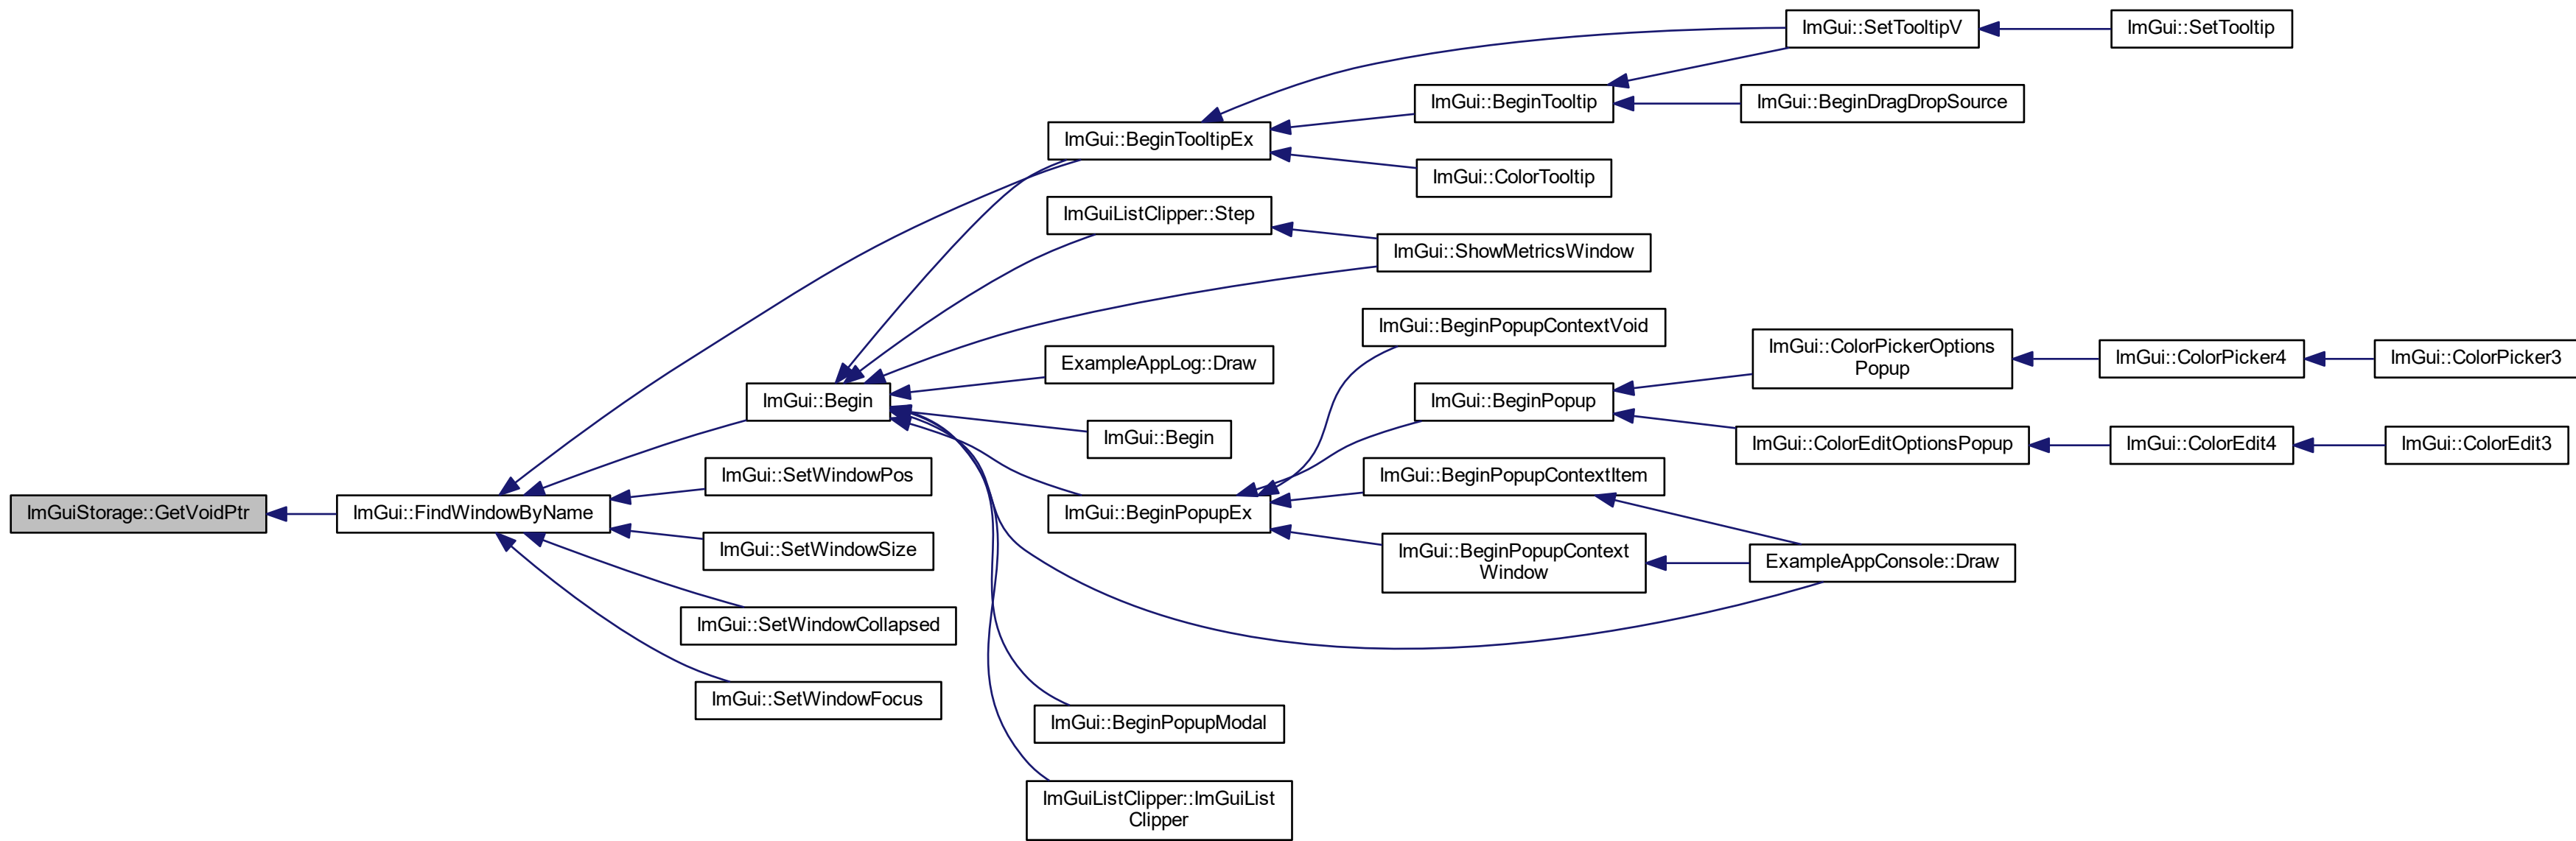 ImGui::SetTooltipV
ImGui::SetTooltip
ImGui::BeginTooltip
ImGui::BeginDragDropSource
ImGui::BeginTooltipEx
ImGui::ColorTooltip
ImGuiListClipper::Step
ImGui::ShowMetricsWindow
ImGui::BeginPopupContextVoid
ImGui::ColorPickerOptions
Popup
ImGui::ColorPicker4
ImGui::ColorPicker3
ExampleAppLog::Draw
ImGui::Begin
ImGui::BeginPopup
ImGui::Begin
ImGui::ColorEditOptionsPopup
ImGui::ColorEdit4
ImGui::ColorEdit3
ImGui::SetWindowPos
ImGui::BeginPopupContextItem
ImGuiStorage::GetVoidPtr
ImGui::FindWindowByName
ImGui::BeginPopupEx
ImGui::SetWindowSize
ImGui::BeginPopupContext
Window
ExampleAppConsole::Draw
ImGui::SetWindowCollapsed
ImGui::SetWindowFocus
ImGui::BeginPopupModal
ImGuiListClipper::ImGuiList
Clipper